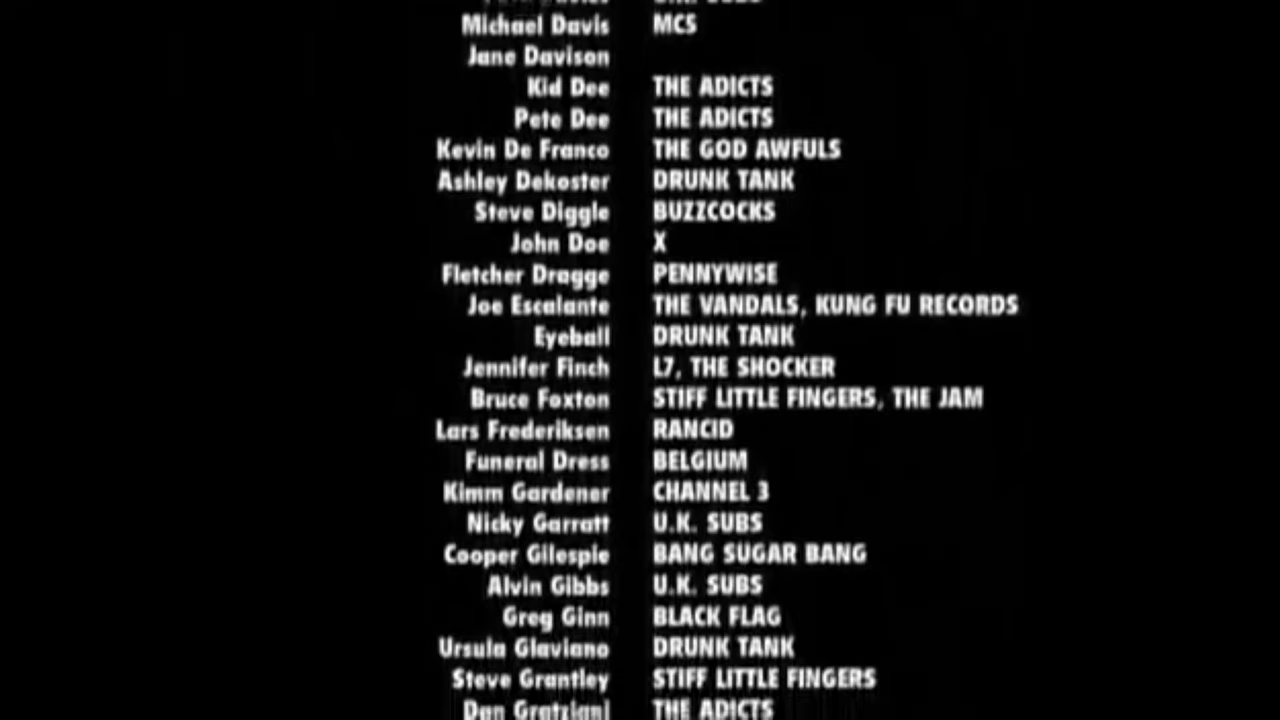 Michael Davis MC5
Jane Davison
Kid Dee THE ADICTS
Pete Dee THE ADICTS
Kevin De Franco THE GOD AWFULS
Ashley Dekoster DRUNK TANK
Steve Diggle BUZZCOCKS
John Doe X
Fletcher Dragge PENNYWISE
Joe Escalante THE VANDALS, KUNG FU RECORDS
Eyeball DRUNK TANK
Jennifer Finch L7, THE SHOCKER
Bruce Foxton STIFF LITTLE FINGERS, THE JAM
Lars Frederiksen RANCID
Funeral Dress BELGIUM
Kimm Gardener CHANNEL 3
Nicky Garratt U.K. SUBS
Cooper Gilespie BANG SUGAR BANG
Alvin Gibbs U.K. SUBS
Greg Ginn BLACK FLAG
Ursula Glaviano DRUNK TANK
Steve Grantley STIFF LITTLE FINGERS
Dan Gratziani THE ADICTS